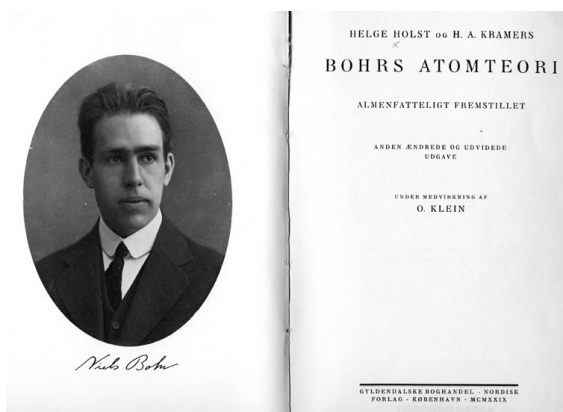 Niels Bohr
HELGE HOLST OG H. A. KRAMERS
BOHRS ATOMTEORI
ALMENFATTELIGT FREMSTILLET
ANDEN ÆNDREDE OG UDVIDEDE
UDGAVE
UNDER MEDVIRKNING AF
O. KLEIN
GYLDENDALSKE BOGHANDEL - NORDISK
FORLAG - KØBENHAVN - MCMXXIX